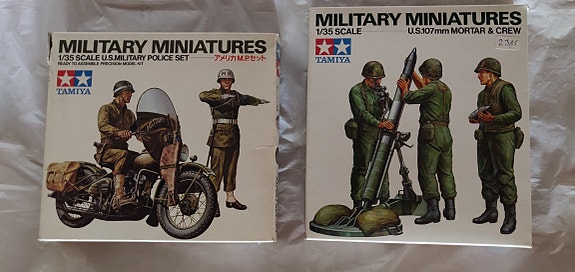 MILITARY MINIATURES
1/35 SCALE U.S. MILITARY POLICE SET
READY TO ASSEMBLE PRECISION MODEL KIT
アメリカM.P.セット
TAMIYA
MILITARY MINIATURES
1/35 SCALE
U.S. 107mm MORTAR & CREW
TAMIYA